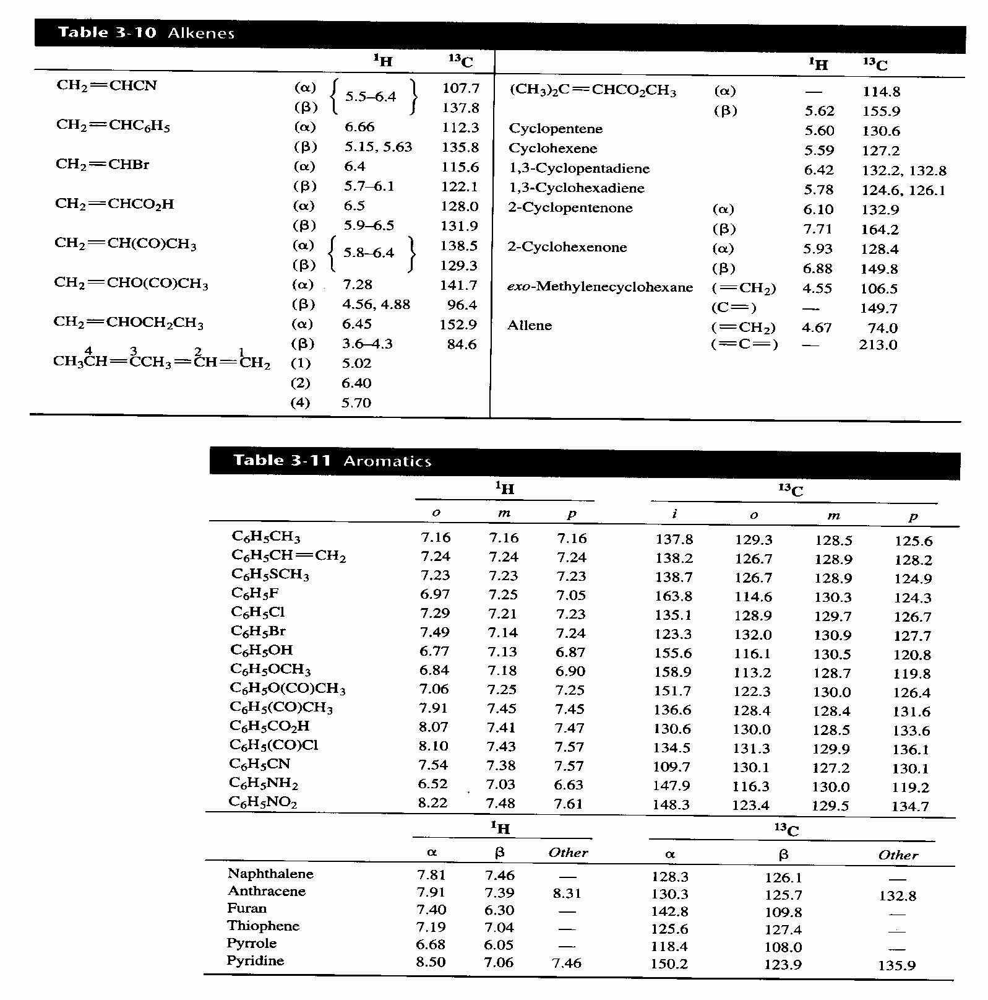 Table 3-10 Alkenes
¹H ¹³C ¹H ¹³C
CH₂=CHCN (α) { 5.5–6.4 } 107.7 (CH₃)₂C=CHCO₂CH₃ (α) — 114.8
(β) 137.8 (β) 5.62 155.9
CH₂=CHC₆H₅ (α) 6.66 112.3 Cyclopentene 5.60 130.6
(β) 5.15, 5.63 135.8 Cyclohexene 5.59 127.2
CH₂=CHBr (α) 6.4 115.6 1,3-Cyclopentadiene 6.42 132.2, 132.8
(β) 5.7–6.1 122.1 1,3-Cyclohexadiene 5.78 124.6, 126.1
CH₂=CHCO₂H (α) 6.5 128.0 2-Cyclopentenone (α) 6.10 132.9
(β) 5.9–6.5 131.9 (β) 7.71 164.2
CH₂=CH(CO)CH₃ (α) { 5.8–6.4 } 138.5 2-Cyclohexenone (α) 5.93 128.4
(β) 129.3 (β) 6.88 149.8
CH₂=CHO(CO)CH₃ (α) 7.28 141.7 exo-Methylenecyclohexane (=CH₂) 4.55 106.5
(β) 4.56, 4.88 96.4 (C=) — 149.7
CH₂=CHOCH₂CH₃ (α) 6.45 152.9 Allene (=CH₂) 4.67 74.0
(β) 3.6–4.3 84.6 (=C=) — 213.0
4 3 2 1
CH₃CH=CCH₃=CH=CH₂ (1) 5.02
(2) 6.40
(4) 5.70
Table 3-11 Aromatics
¹H ¹³C
o m p i o m p
C₆H₅CH₃ 7.16 7.16 7.16 137.8 129.3 128.5 125.6
C₆H₅CH=CH₂ 7.24 7.24 7.24 138.2 126.7 128.9 128.2
C₆H₅SCH₃ 7.23 7.23 7.23 138.7 126.7 128.9 124.9
C₆H₅F 6.97 7.25 7.05 163.8 114.6 130.3 124.3
C₆H₅Cl 7.29 7.21 7.23 135.1 128.9 129.7 126.7
C₆H₅Br 7.49 7.14 7.24 123.3 132.0 130.9 127.7
C₆H₅OH 6.77 7.13 6.87 155.6 116.1 130.5 120.8
C₆H₅OCH₃ 6.84 7.18 6.90 158.9 113.2 128.7 119.8
C₆H₅O(CO)CH₃ 7.06 7.25 7.25 151.7 122.3 130.0 126.4
C₆H₅(CO)CH₃ 7.91 7.45 7.45 136.6 128.4 128.4 131.6
C₆H₅CO₂H 8.07 7.41 7.47 130.6 130.0 128.5 133.6
C₆H₅(CO)Cl 8.10 7.43 7.57 134.5 131.3 129.9 136.1
C₆H₅CN 7.54 7.38 7.57 109.7 130.1 127.2 130.1
C₆H₅NH₂ 6.52 7.03 6.63 147.9 116.3 130.0 119.2
C₆H₅NO₂ 8.22 7.48 7.61 148.3 123.4 129.5 134.7
¹H ¹³C
α β Other α β Other
Naphthalene 7.81 7.46 — 128.3 126.1 —
Anthracene 7.91 7.39 8.31 130.3 125.7 132.8
Furan 7.40 6.30 — 142.8 109.8 —
Thiophene 7.19 7.04 — 125.6 127.4 —
Pyrrole 6.68 6.05 — 118.4 108.0 —
Pyridine 8.50 7.06 7.46 150.2 123.9 135.9